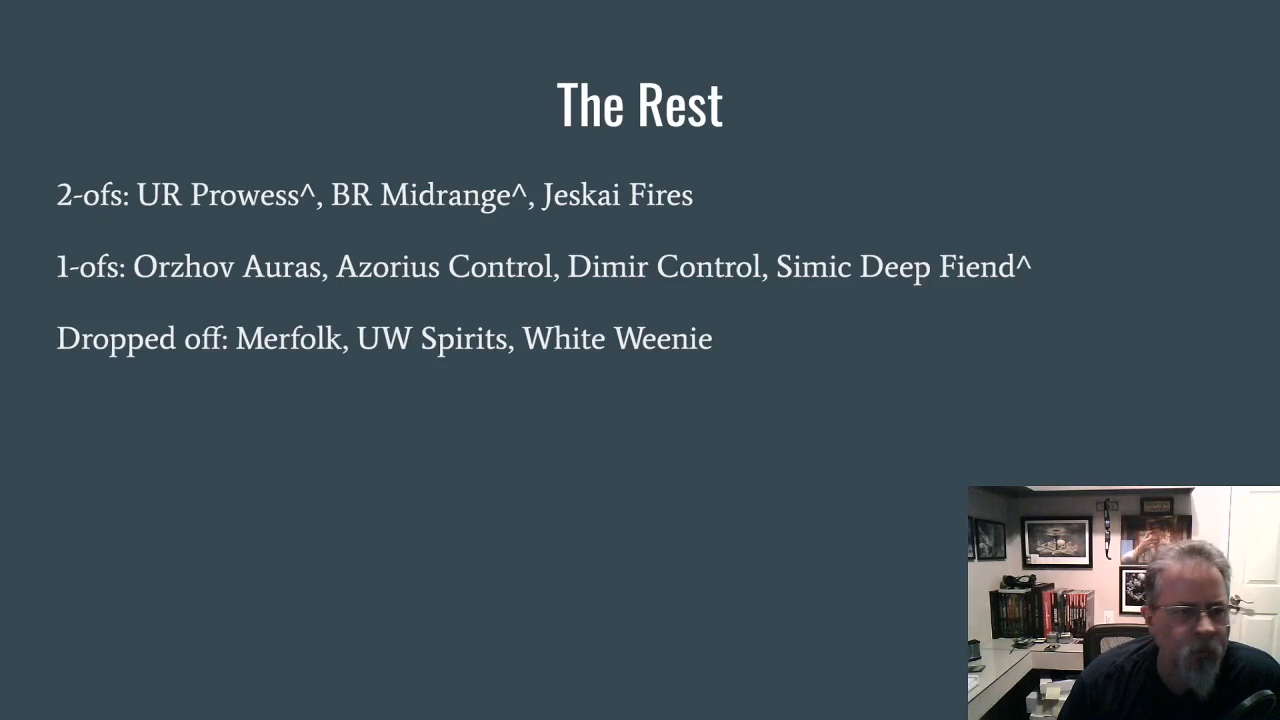 The Rest
2-ofs: UR Prowess^, BR Midrange^, Jeskai Fires
1-ofs: Orzhov Auras, Azorius Control, Dimir Control, Simic Deep Fiend^
Dropped off: Merfolk, UW Spirits, White Weenie